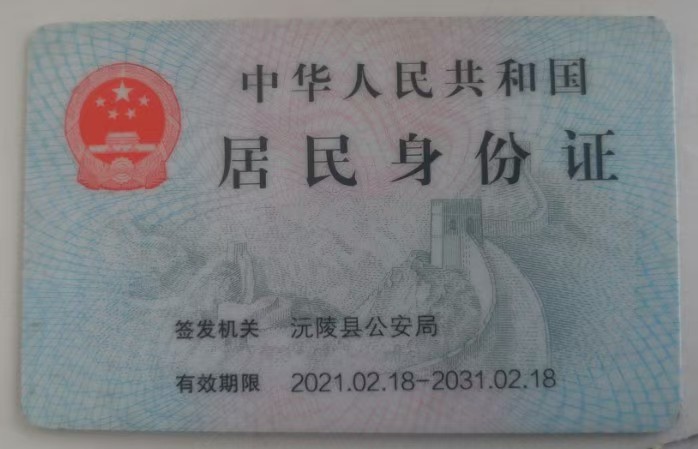 中华人民共和国
居民身份证
签发机关 沅陵县公安局
有效期限 2021.02.18-2031.02.18